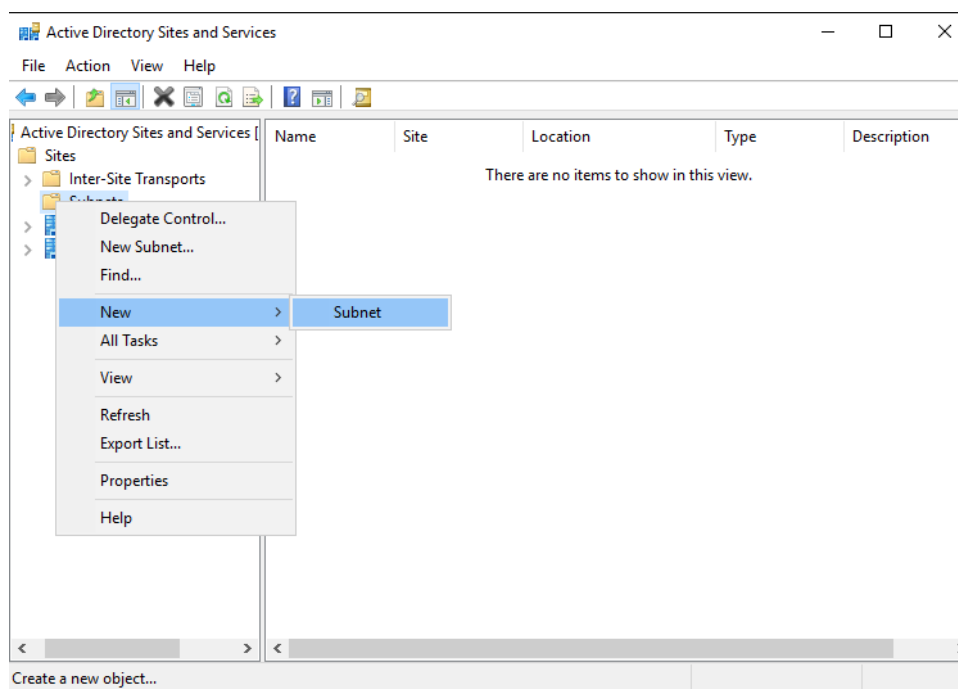 Active Directory Sites and Services
File Action View Help
Active Directory Sites and Services [
Sites
Inter-Site Transports
Subnets
Name Site Location Type Description
There are no items to show in this view.
Delegate Control...
New Subnet...
Find...
New
Subnet
All Tasks
View
Refresh
Export List...
Properties
Help
Create a new object...